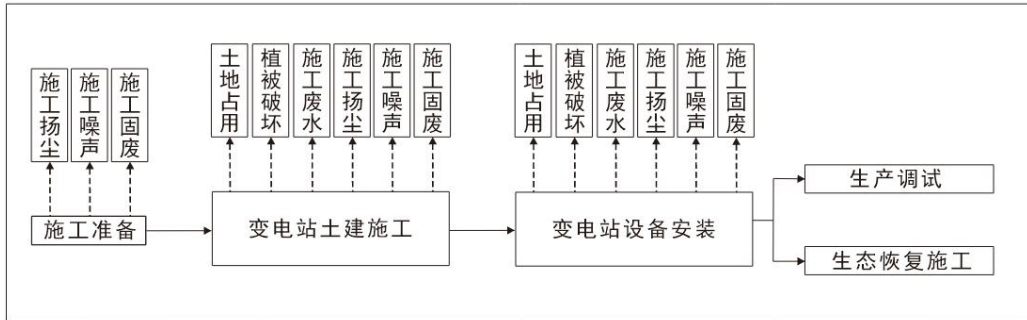 施工扬尘
施工噪声
施工固废
土地占用
植被破坏
施工废水
施工扬尘
施工噪声
施工固废
土地占用
植被破坏
施工废水
施工扬尘
施工噪声
施工固废
施工准备
变电站土建施工
变电站设备安装
生产调试
生态恢复施工